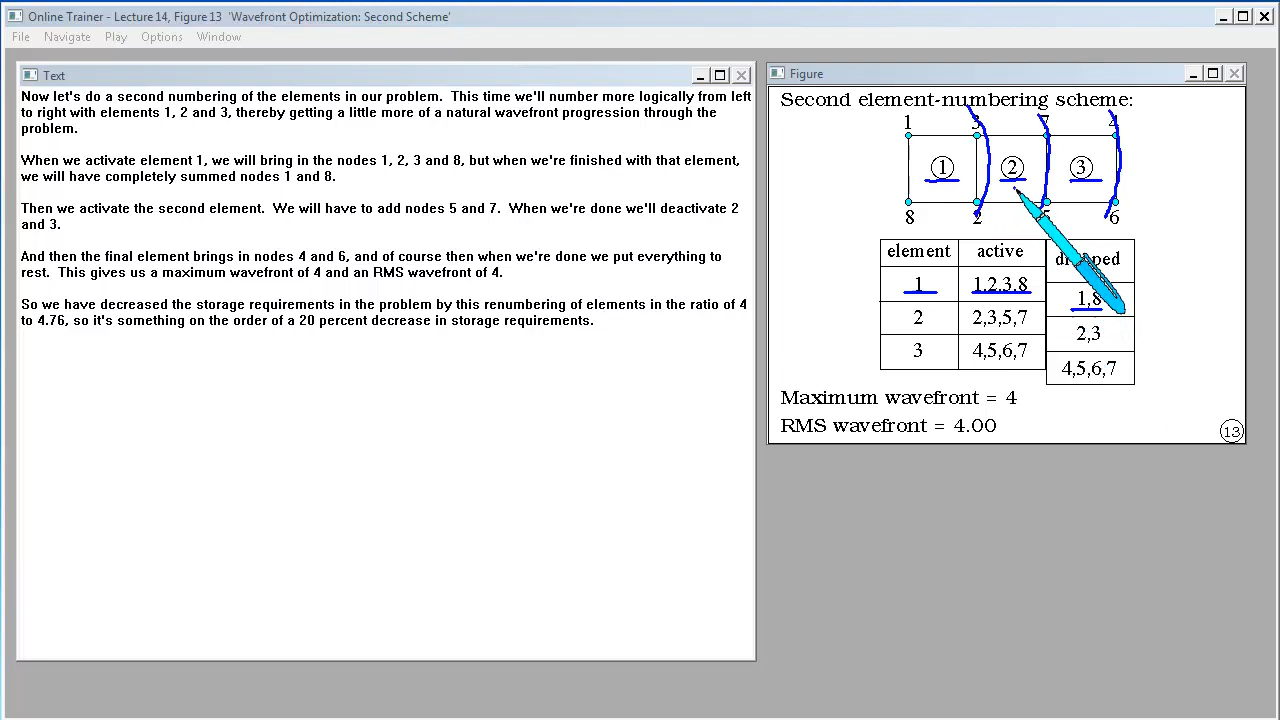 Online Trainer - Lecture 14, Figure 13 'Wavefront Optimization: Second Scheme'
File Navigate Play Options Window
Text
Now let's do a second numbering of the elements in our problem. This time we'll number more logically from left
to right with elements 1, 2 and 3, thereby getting a little more of a natural wavefront progression through the
problem.
When we activate element 1, we will bring in the nodes 1, 2, 3 and 8, but when we're finished with that element,
we will have completely summed nodes 1 and 8.
Then we activate the second element. We will have to add nodes 5 and 7. When we're done we'll deactivate 2
and 3.
And then the final element brings in nodes 4 and 6, and of course then when we're done we put everything to
rest. This gives us a maximum wavefront of 4 and an RMS wavefront of 4.
So we have decreased the storage requirements in the problem by this renumbering of elements in the ratio of 4
to 4.76, so it's something on the order of a 20 percent decrease in storage requirements.
Figure
Second element-numbering scheme:
1 3 7 4
1 2 3
8 2 5 6
element active
1 1,2,3,8 1,8
2 2,3,5,7 2,3
3 4,5,6,7 4,5,6,7
Maximum wavefront = 4
RMS wavefront = 4.00
13